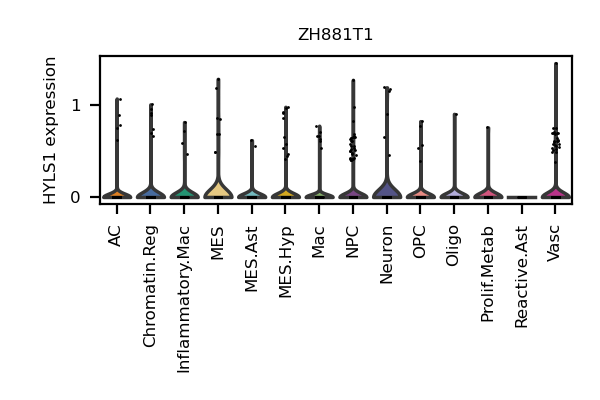 ZH881T1
HYLS1 expression
1
0
AC
Chromatin.Reg
Inflammatory.Mac
MES
MES.Ast
MES.Hyp
Mac
NPC
Neuron
OPC
Oligo
Prolif.Metab
Reactive.Ast
Vasc